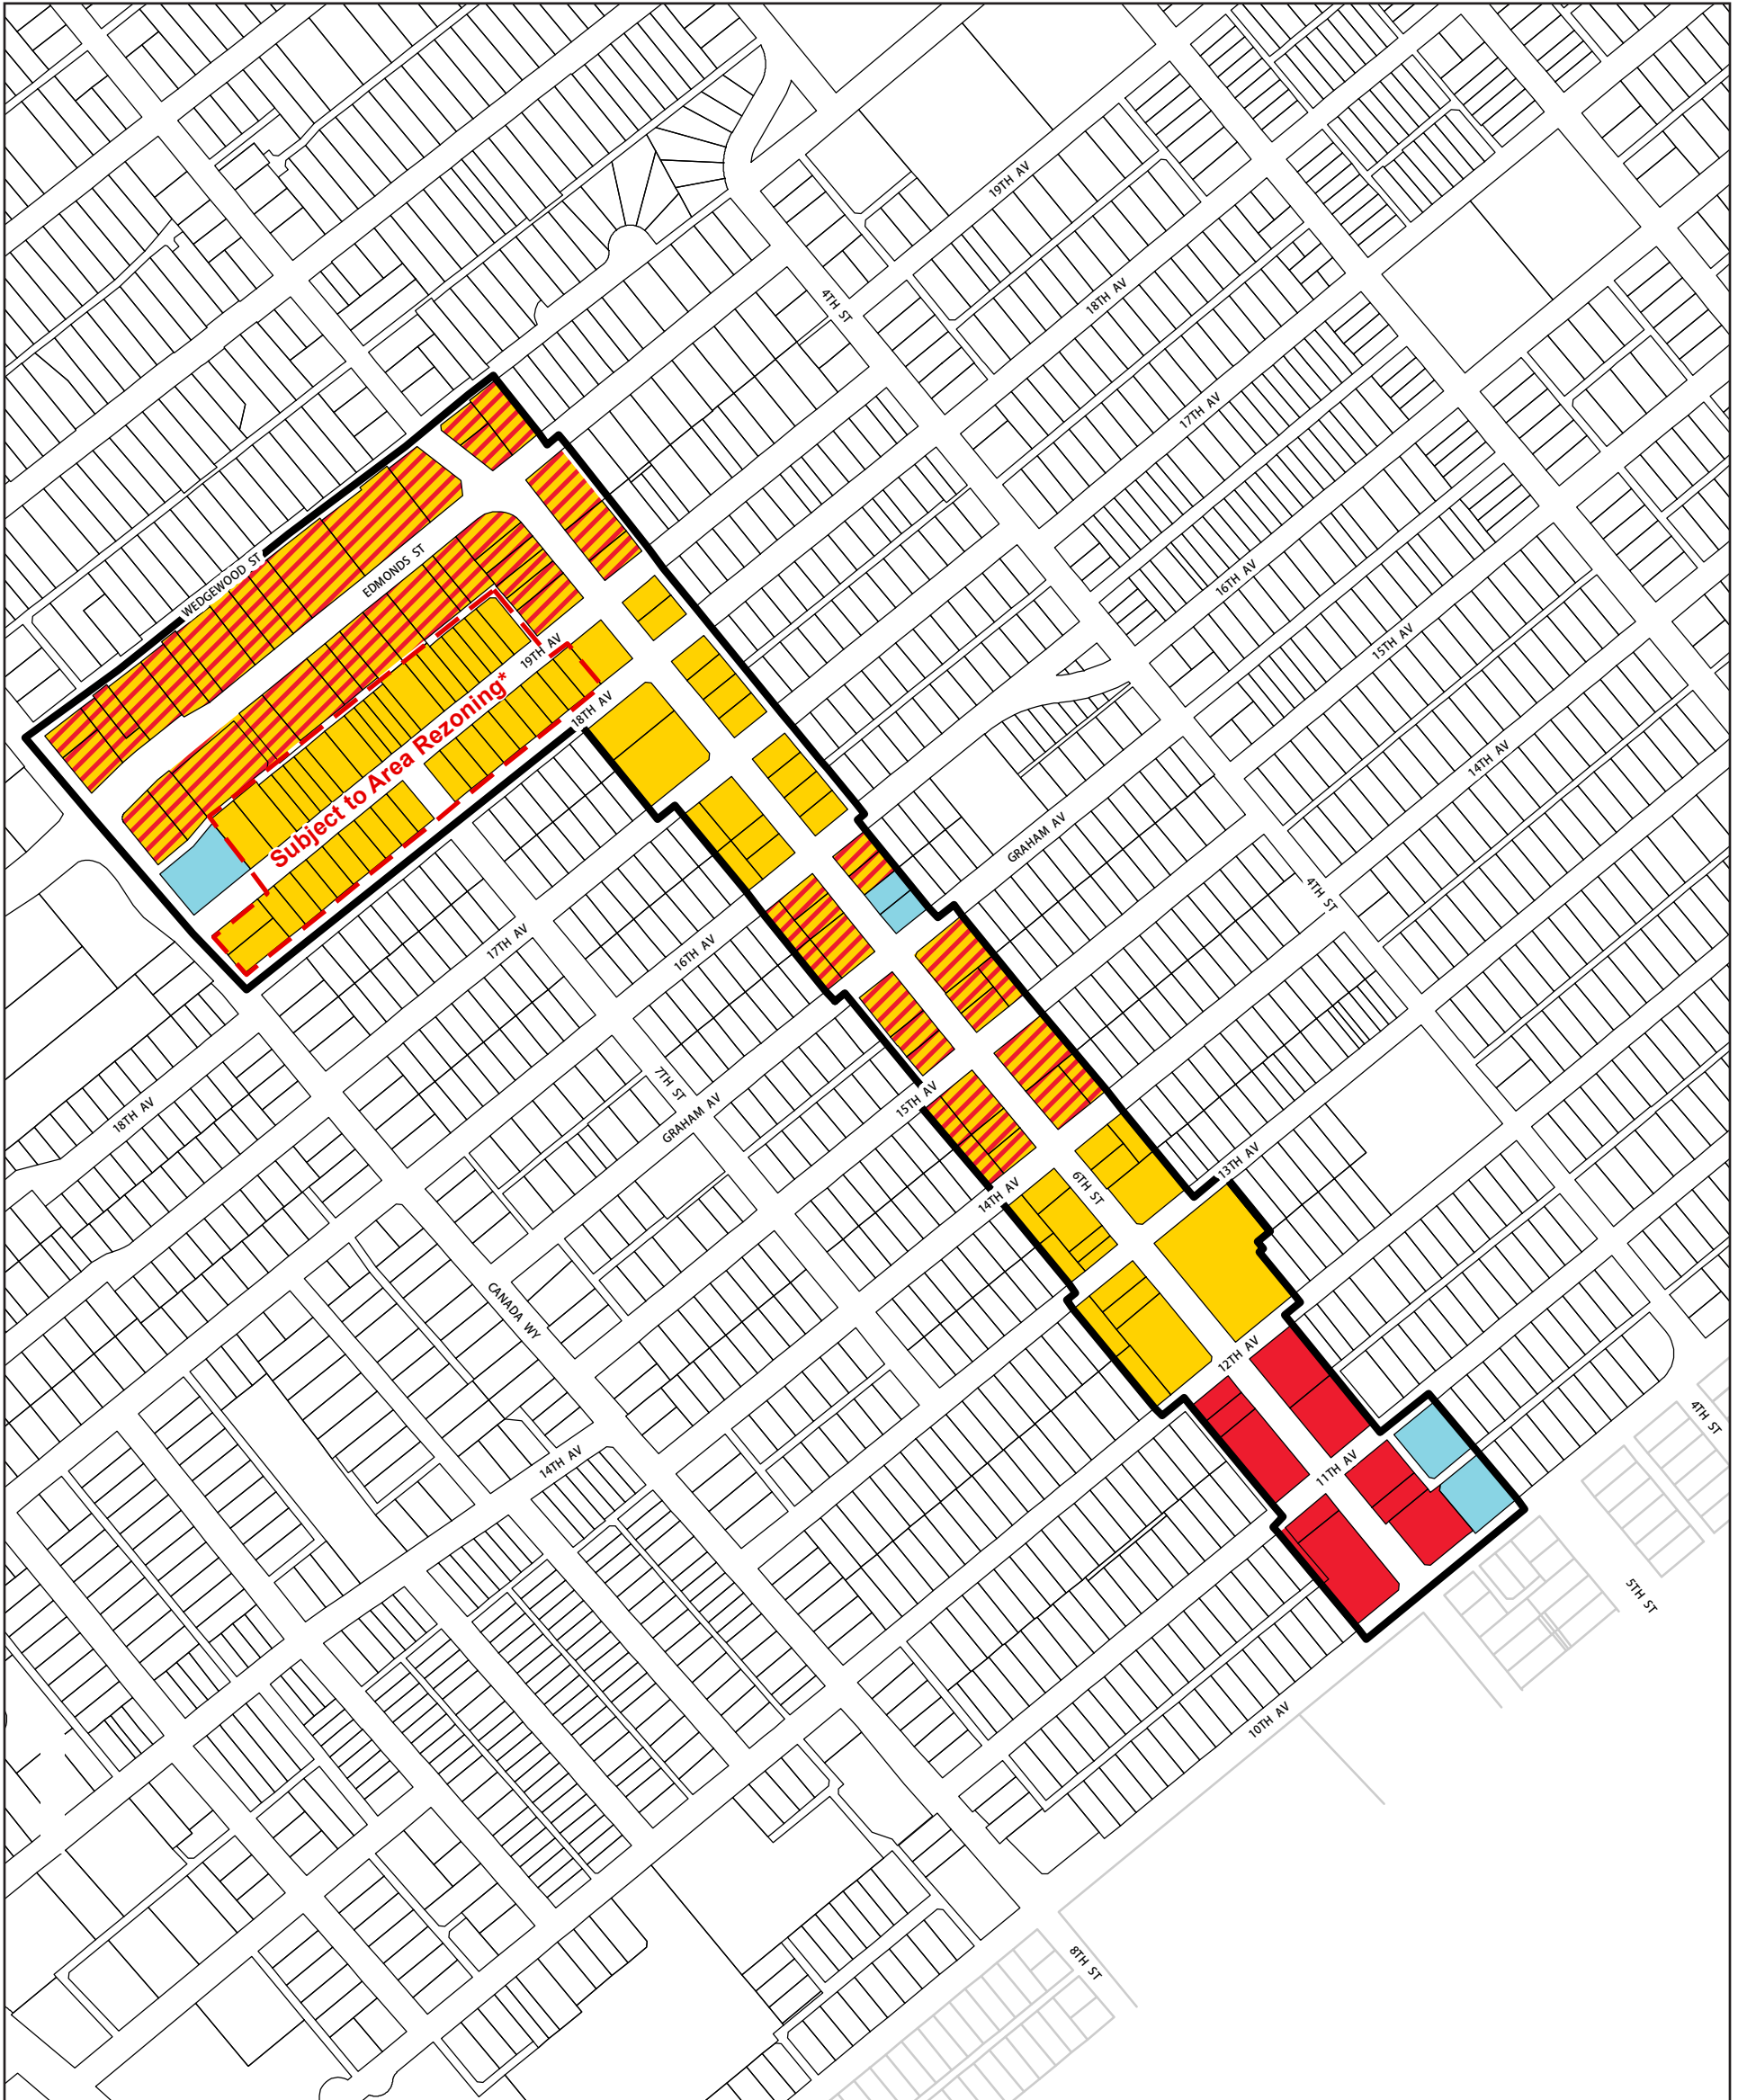 19TH AV
18TH AV
4TH ST
17TH AV
WEDGEWOOD ST
EDMONDS ST
16TH AV
15TH AV
19TH AV
Subject to Area Rezoning*
18TH AV
14TH AV
GRAHAM AV
4TH ST
17TH AV
16TH AV
7TH ST
15TH AV
18TH AV
GRAHAM AV
13TH AV
6TH ST
14TH AV
CANADA WY
12TH AV
4TH ST
14TH AV
11TH AV
5TH ST
10TH AV
8TH ST